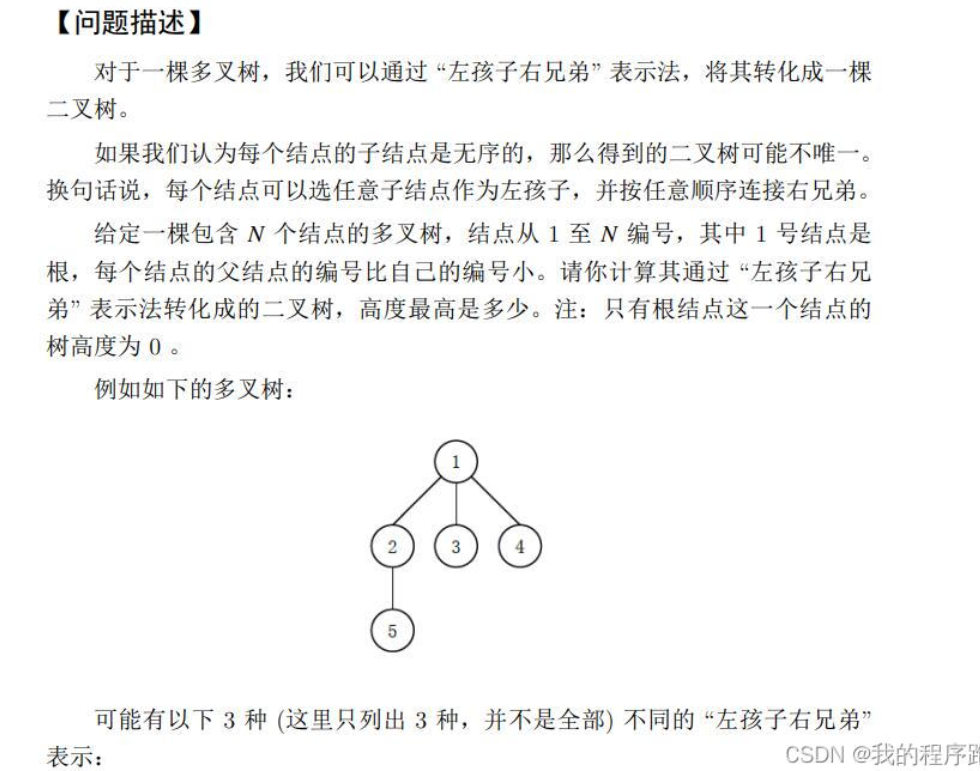 【问题描述】
对于一棵多叉树，我们可以通过 “左孩子右兄弟” 表示法，将其转化成一棵
二叉树。
如果我们认为每个结点的子结点是无序的，那么得到的二叉树可能不唯一。
换句话说，每个结点可以选任意子结点作为左孩子，并按任意顺序连接右兄弟。
给定一棵包含 N 个结点的多叉树，结点从 1 至 N 编号，其中 1 号结点是
根，每个结点的父结点的编号比自己的编号小。请你计算其通过 “左孩子右兄
弟” 表示法转化成的二叉树，高度最高是多少。注：只有根结点这一个结点的
树高度为 0 。
例如如下的多叉树：
1
2 3 4
5
可能有以下 3 种 (这里只列出 3 种，并不是全部) 不同的 “左孩子右兄弟”
表示：
CSDN @我的程序跑